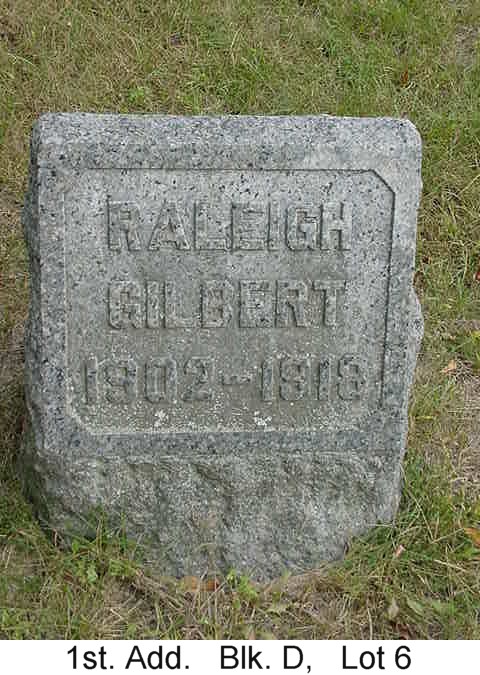 RALEIGH
GILBERT
1902-1918
1st. Add. Blk. D, Lot 6